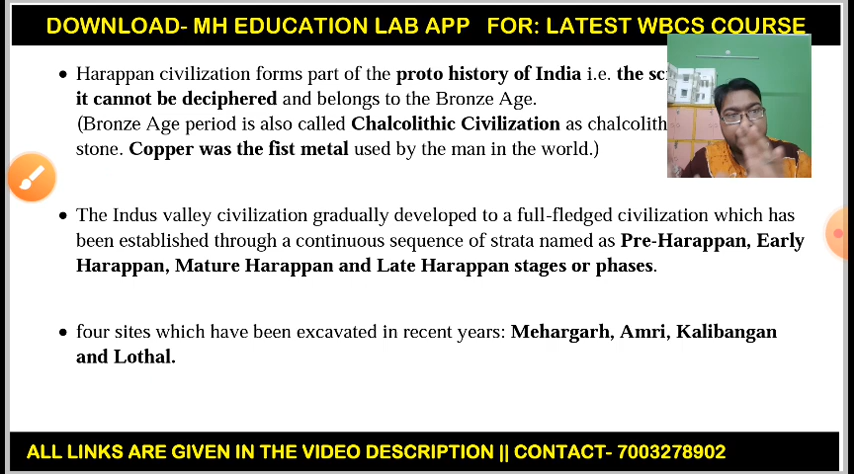 DOWNLOAD- MH EDUCATION LAB APP FOR: LATEST WBCS COURSE
• Harappan civilization forms part of the proto history of India i.e. the
it cannot be deciphered and belongs to the Bronze Age.
(Bronze Age period is also called Chalcolithic Civilization as chalcolith
stone. Copper was the fist metal used by the man in the world.)
• The Indus valley civilization gradually developed to a full-fledged civilization which has
been established through a continuous sequence of strata named as Pre-Harappan, Early
Harappan, Mature Harappan and Late Harappan stages or phases.
• four sites which have been excavated in recent years: Mehargarh, Amri, Kalibangan
and Lothal.
ALL LINKS ARE GIVEN IN THE VIDEO DESCRIPTION || CONTACT- 7003278902